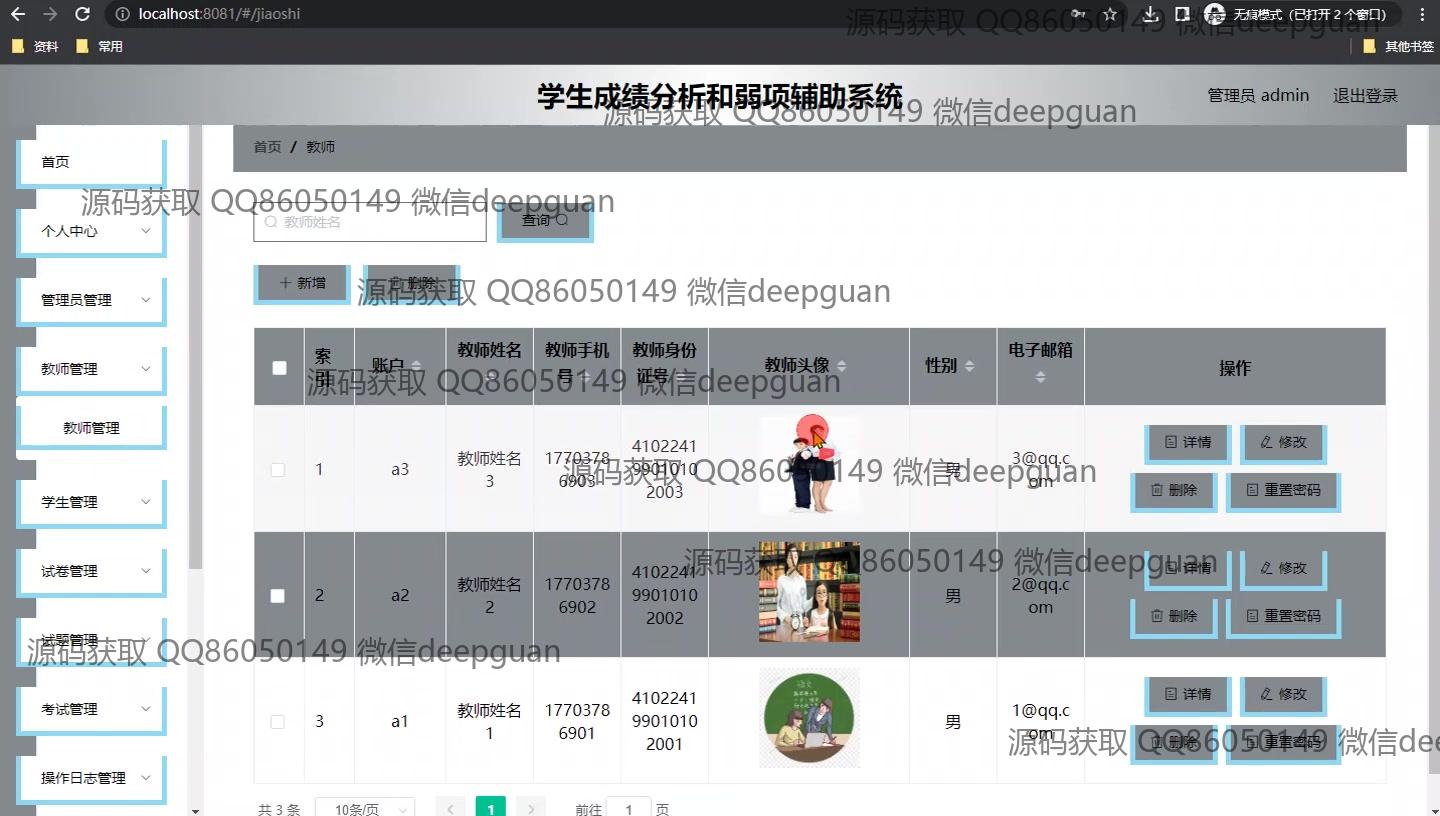 localhost:8081/#/jiaoshi
无痕模式（已打开 2 个窗口）
资料 常用 其他书签
源码获取 QQ86050149 微信deepguan
学生成绩分析和弱项辅助系统
管理员 admin 退出登录
源码获取 QQ86050149 微信deepguan
首页
首页 / 教师
源码获取 QQ86050149 微信deepguan
个人中心
教师姓名
查询
管理员管理
新增
删除
源码获取 QQ86050149 微信deepguan
教师管理
教师管理
学生管理
试卷管理
试题管理
考试管理
操作日志管理
索引 账户 教师姓名 教师手机号 教师身份证号 教师头像 性别 电子邮箱 操作
源码获取 QQ86050149 微信deepguan
1 a3 教师姓名3 17703786903 410224199010102003 男 3@qq.com
详情 修改
删除 重置密码
源码获取 QQ86050149 微信deepguan
2 a2 教师姓名2 17703786902 410224199010102002 男 2@qq.com
详情 修改
删除 重置密码
源码获取 QQ86050149 微信deepguan
源码获取 QQ86050149 微信deepguan
3 a1 教师姓名1 17703786901 410224199010102001 男 1@qq.com
详情 修改
删除 重置密码
源码获取 QQ86050149 微信dee
共 3 条 10条/页 1 前往 1 页